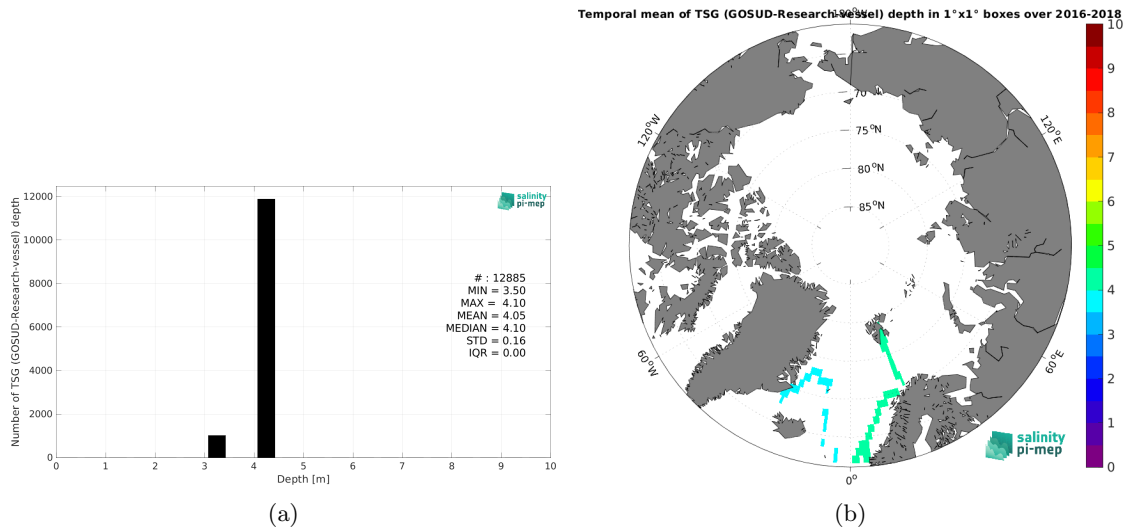 Temporal mean of TSG (GOSUD-Research-vessel) depth in 1°x1° boxes over 2016-2018
Number of TSG (GOSUD-Research-vessel) depth
12000
10000
8000
6000
4000
2000
0
0 1 2 3 4 5 6 7 8 9 10
Depth [m]
salinity
pi-mep
# : 12885
MIN = 3.50
MAX = 4.10
MEAN = 4.05
MEDIAN = 4.10
STD = 0.16
IQR = 0.00
(a)
180°W
120°W
120°E
70
75°N
80°N
85°N
60°W
60°E
0°
salinity
pi-mep
10
9
8
7
6
5
4
3
2
1
0
(b)